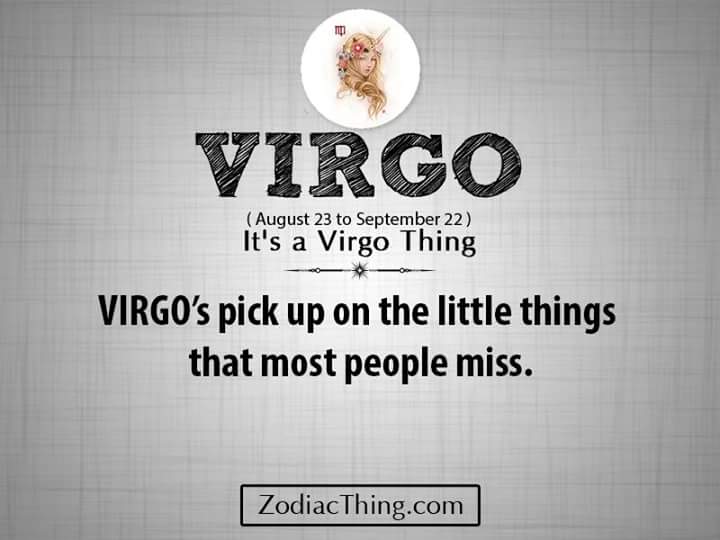 VIRGO
( August 23 to September 22 )
It's a Virgo Thing
VIRGO’s pick up on the little things
that most people miss.
ZodiacThing.com